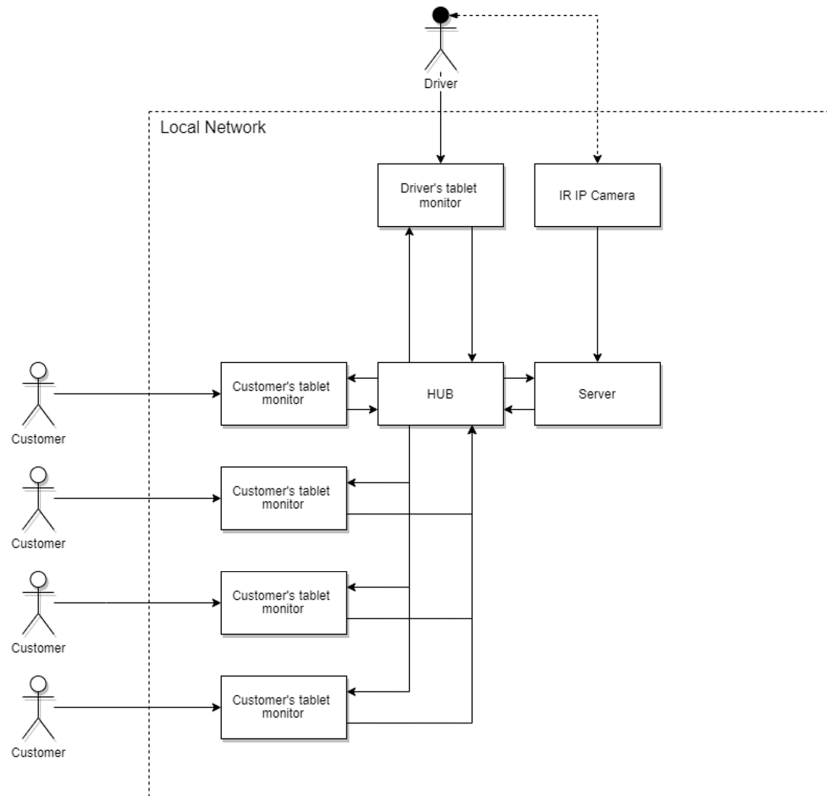 Driver
Local Network
Driver's tablet
monitor
IR IP Camera
Customer's tablet
monitor
HUB
Server
Customer
Customer's tablet
monitor
Customer
Customer's tablet
monitor
Customer
Customer's tablet
monitor
Customer